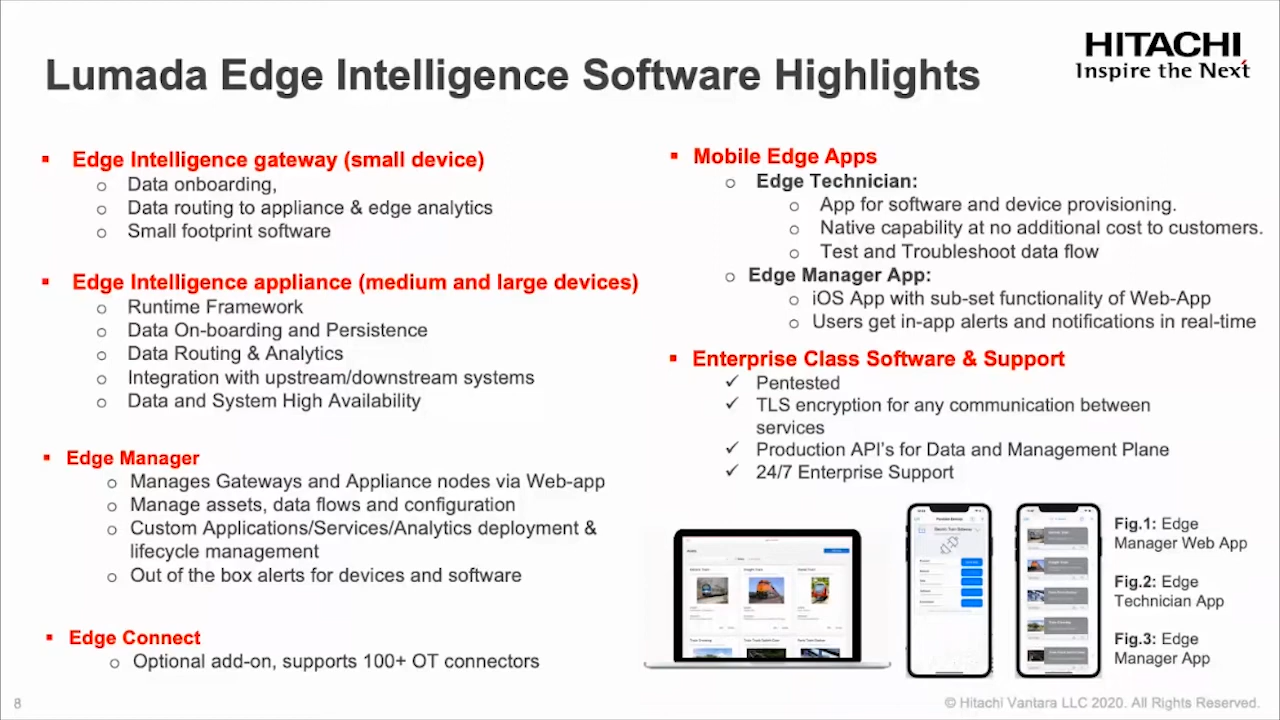 Lumada Edge Intelligence Software Highlights
HITACHI
Inspire the Next
Edge Intelligence gateway (small device)
Data onboarding,
Data routing to appliance & edge analytics
Small footprint software
Edge Intelligence appliance (medium and large devices)
Runtime Framework
Data On-boarding and Persistence
Data Routing & Analytics
Integration with upstream/downstream systems
Data and System High Availability
Edge Manager
Manages Gateways and Appliance nodes via Web-app
Manage assets, data flows and configuration
Custom Applications/Services/Analytics deployment &
lifecycle management
Out of the box alerts for devices and software
Edge Connect
Optional add-on, supports 100+ OT connectors
Mobile Edge Apps
Edge Technician:
App for software and device provisioning.
Native capability at no additional cost to customers.
Test and Troubleshoot data flow
Edge Manager App:
iOS App with sub-set functionality of Web-App
Users get in-app alerts and notifications in real-time
Enterprise Class Software & Support
Pentested
TLS encryption for any communication between
services
Production API's for Data and Management Plane
24/7 Enterprise Support
Fig.1: Edge
Manager Web App
Fig.2: Edge
Technician App
Fig.3: Edge
Manager App
8
© Hitachi Vantara LLC 2020. All Rights Reserved.